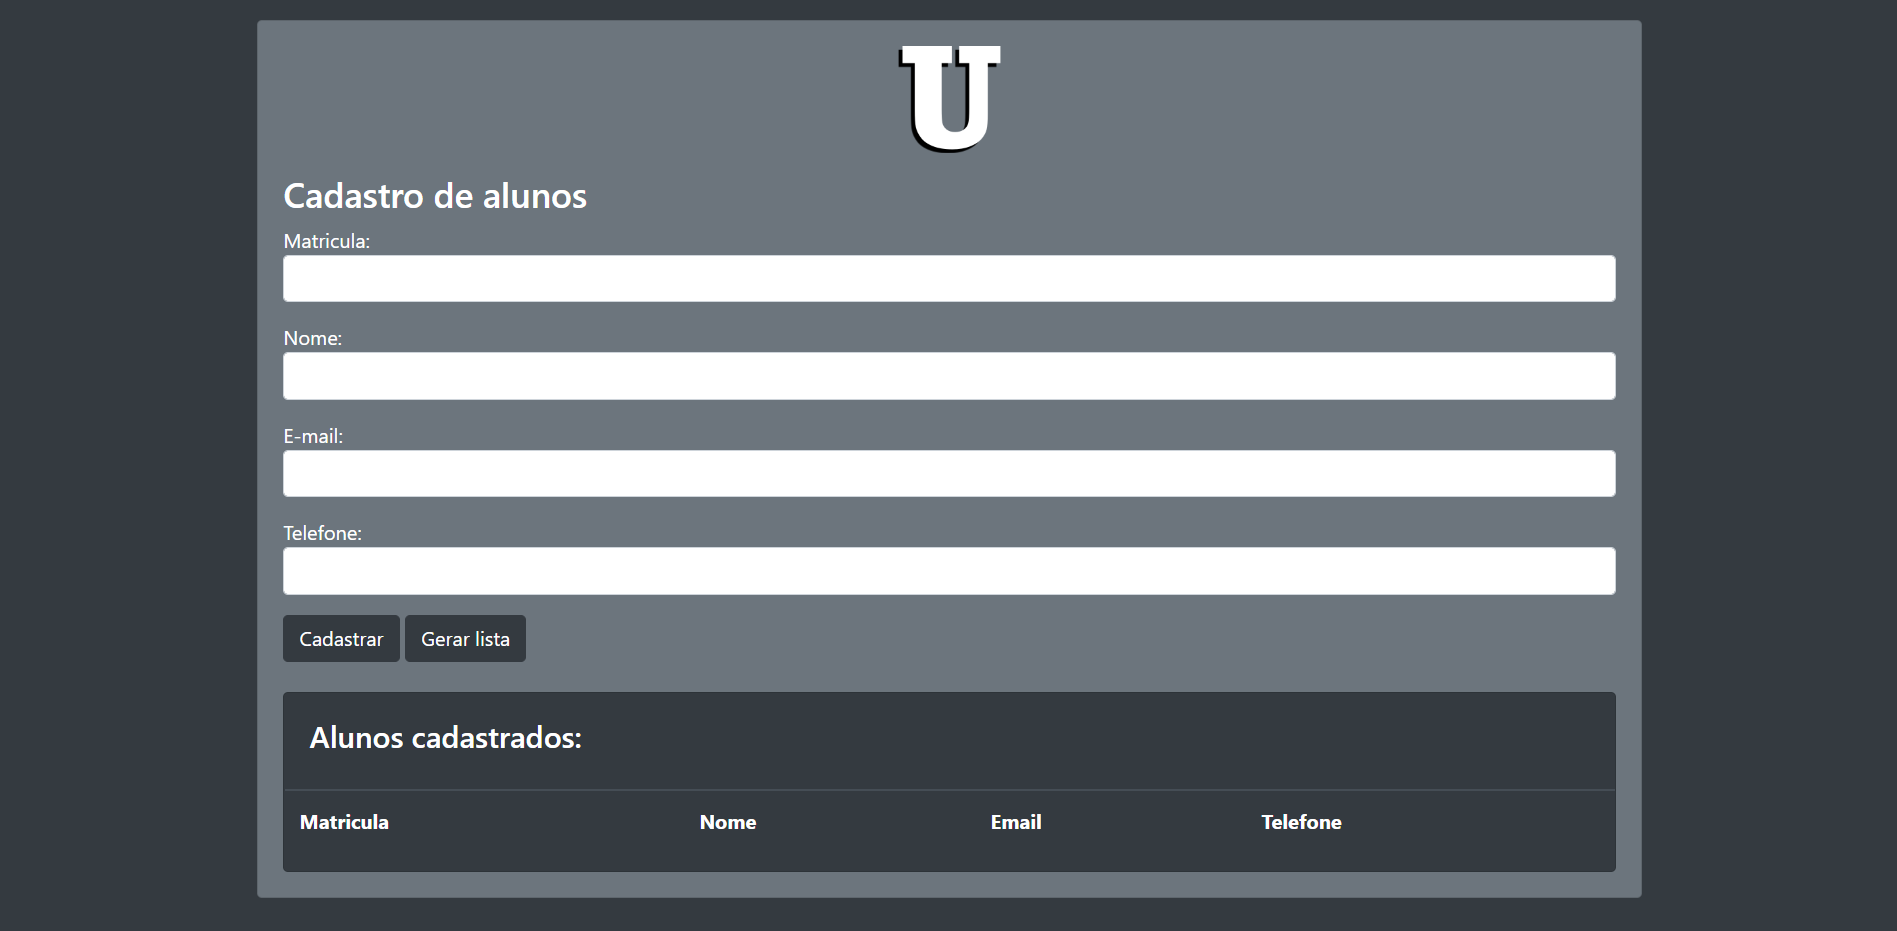 U
Cadastro de alunos
Matricula:
Nome:
E-mail:
Telefone:
Cadastrar Gerar lista
Alunos cadastrados:
Matricula Nome Email Telefone